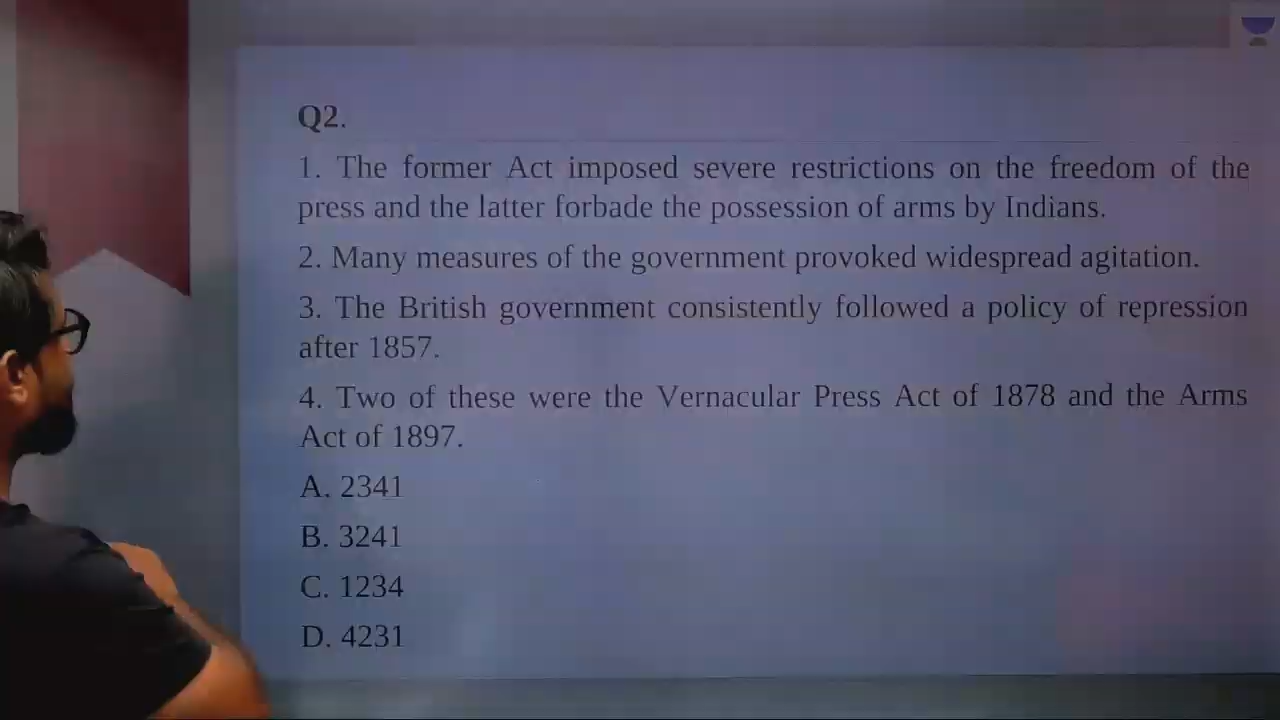 Q2.
1. The former Act imposed severe restrictions on the freedom of the
press and the latter forbade the possession of arms by Indians.
2. Many measures of the government provoked widespread agitation.
3. The British government consistently followed a policy of repression
after 1857.
4. Two of these were the Vernacular Press Act of 1878 and the Arms
Act of 1897.
A. 2341
B. 3241
C. 1234
D. 4231